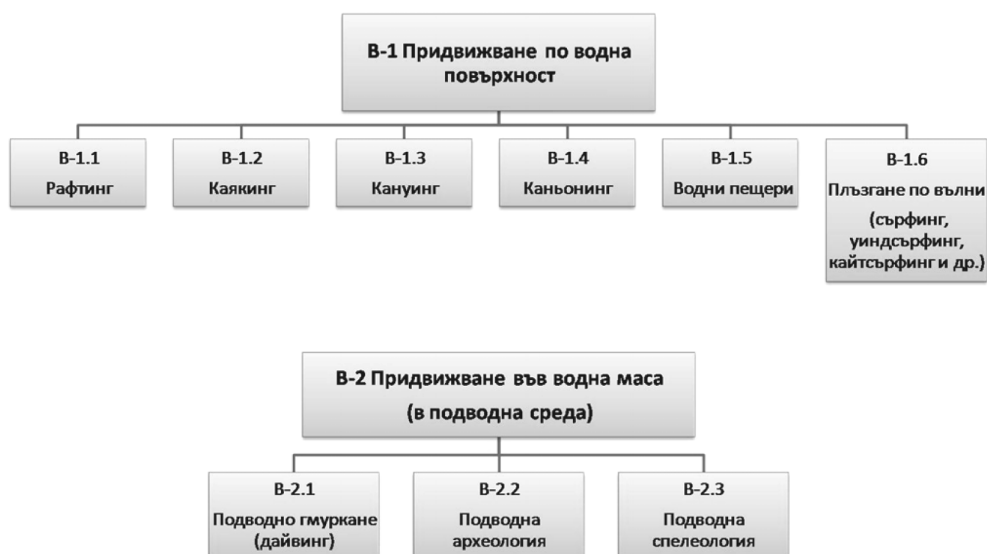 В-1 Придвижване по водна
повърхност
В-1.1
Рафтинг
В-1.2
Каякинг
В-1.3
Кануинг
В-1.4
Каньонинг
В-1.5
Водни пещери
В-1.6
Плъзгане по вълни
(сърфинг,
уиндсърфинг,
кайтсърфинг и др.)
В-2 Придвижване във водна маса
(в подводна среда)
В-2.1
Подводно гмуркане
(дайвинг)
В-2.2
Подводна
археология
В-2.3
Подводна
спелеология